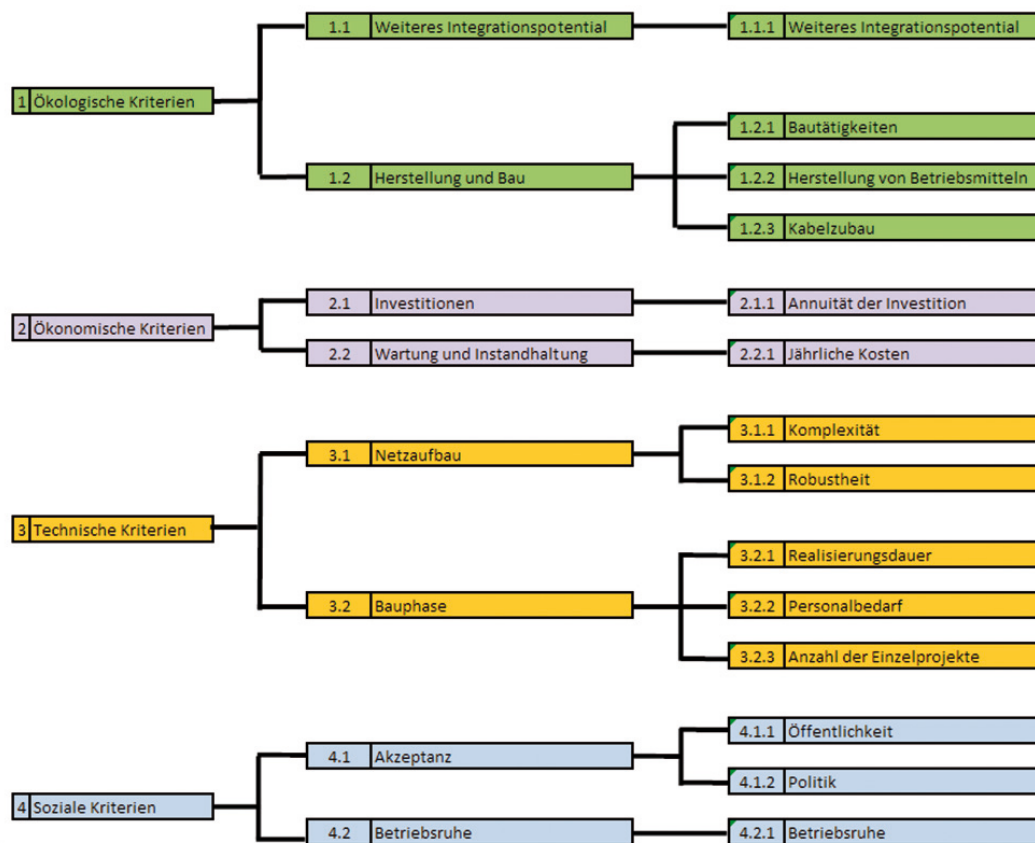 1.1 Weiteres Integrationspotential 1.1.1 Weiteres Integrationspotential
1 Ökologische Kriterien
1.2.1 Bautätigkeiten
1.2 Herstellung und Bau 1.2.2 Herstellung von Betriebsmitteln
1.2.3 Kabelzubau
2.1 Investitionen 2.1.1 Annuität der Investition
2 Ökonomische Kriterien
2.2 Wartung und Instandhaltung 2.2.1 Jährliche Kosten
3.1.1 Komplexität
3.1 Netzaufbau
3.1.2 Robustheit
3 Technische Kriterien
3.2.1 Realisierungsdauer
3.2 Bauphase 3.2.2 Personalbedarf
3.2.3 Anzahl der Einzelprojekte
4.1.1 Öffentlichkeit
4.1 Akzeptanz
4.1.2 Politik
4 Soziale Kriterien
4.2 Betriebsruhe 4.2.1 Betriebsruhe